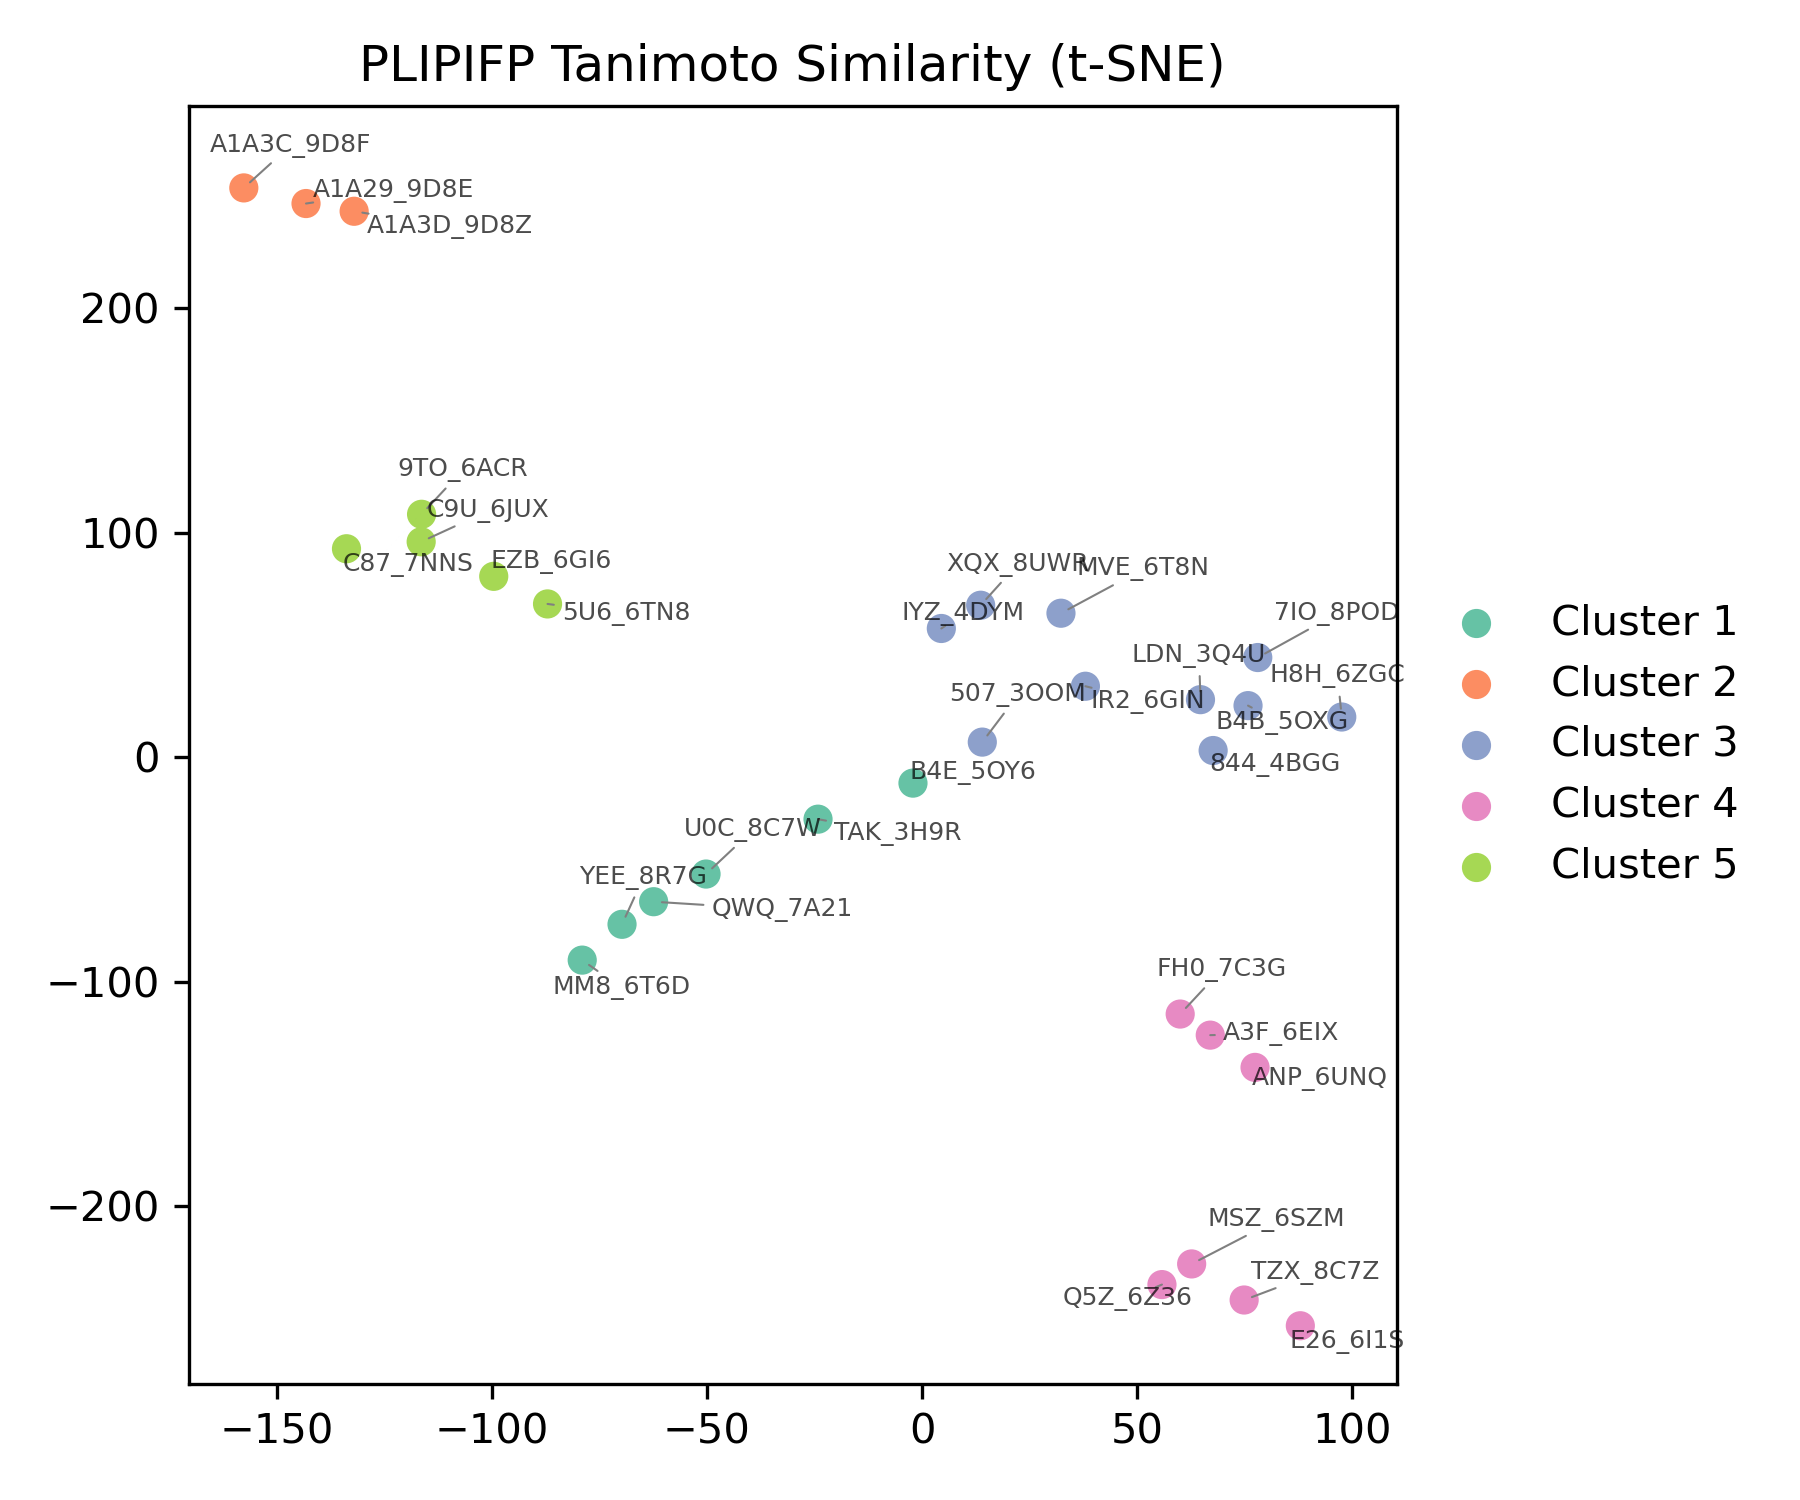 PLIPIFP Tanimoto Similarity (t-SNE)
A1A3C_9D8F
A1A29_9D8E
A1A3D_9D8Z
200
9TO_6ACR
C9U_6JUX
100
C87_7NNS
EZB_6GI6
5U6_6TN8
XQX_8UWR
MVE_6T8N
IYZ_4DYM
7IO_8POD
LDN_3Q4U
H8H_6ZGC
507_3OOM
IR2_6GIN
B4B_5OXG
0
844_4BGG
B4E_5OY6
U0C_8C7W
TAK_3H9R
YEE_8R7G
QWQ_7A21
−100
MM8_6T6D
FH0_7C3G
A3F_6EIX
ANP_6UNQ
−200
MSZ_6SZM
TZX_8C7Z
Q5Z_6Z36
E26_6I1S
−150
−100
−50
0
50
100
Cluster 1
Cluster 2
Cluster 3
Cluster 4
Cluster 5